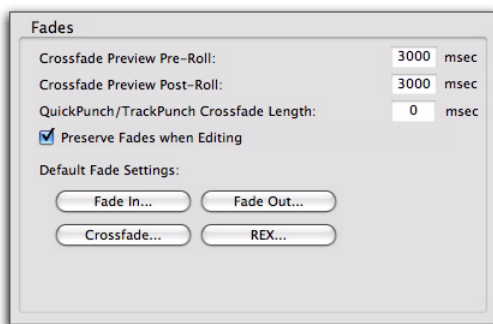 Fades
Crossfade Preview Pre-Roll: 3000 msec
Crossfade Preview Post-Roll: 3000 msec
QuickPunch/TrackPunch Crossfade Length: 0 msec
Preserve Fades when Editing
Default Fade Settings:
Fade In... Fade Out...
Crossfade... REX...